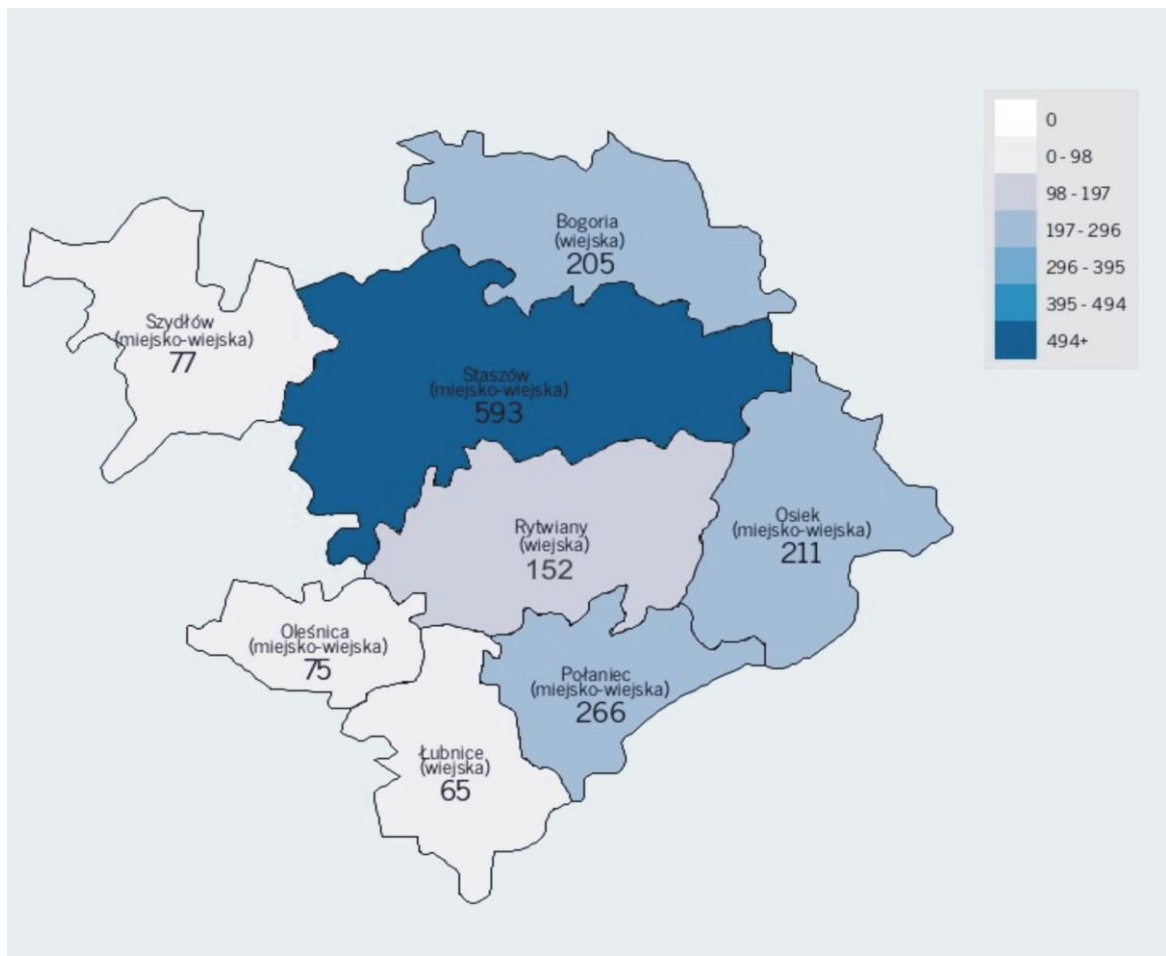 0
0 - 98
98 - 197
197 - 296
296 - 395
395 - 494
494+
Bogoria
(wiejska)
205
Szydłów
(miejsko-wiejska)
77
Staszów
(miejsko-wiejska)
593
Osiek
(miejsko-wiejska)
211
Rytwiany
(wiejska)
152
Oleśnica
(miejsko-wiejska)
75
Połaniec
(miejsko-wiejska)
266
Łubnice
(wiejska)
65